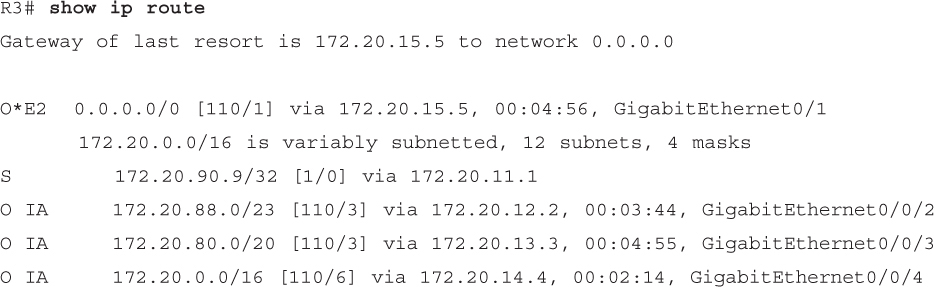 R3# show ip route
Gateway of last resort is 172.20.15.5 to network 0.0.0.0
O*E2 0.0.0.0/0 [110/1] via 172.20.15.5, 00:04:56, GigabitEthernet0/1
172.20.0.0/16 is variably subnetted, 12 subnets, 4 masks
S 172.20.90.9/32 [1/0] via 172.20.11.1
O IA 172.20.88.0/23 [110/3] via 172.20.12.2, 00:03:44, GigabitEthernet0/0/2
O IA 172.20.80.0/20 [110/3] via 172.20.13.3, 00:04:55, GigabitEthernet0/0/3
O IA 172.20.0.0/16 [110/6] via 172.20.14.4, 00:02:14, GigabitEthernet0/0/4